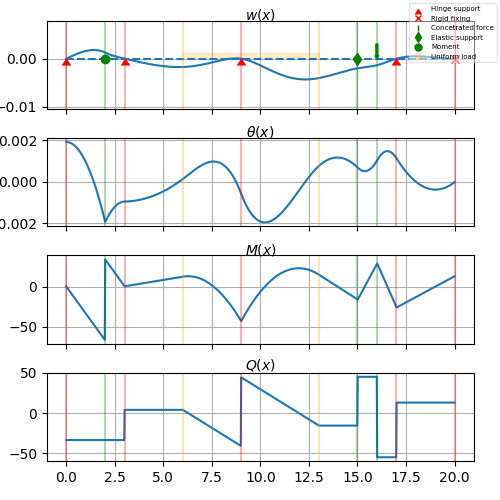 w(x)
Hinge support
Rigid fixing
Concetrated force
Elastic support
Moment
Uniform load
0.00
−0.01
θ(x)
0.002
0.000
0.002
M(x)
0
−50
Q(x)
50
0
−50
0.0 2.5 5.0 7.5 10.0 12.5 15.0 17.5 20.0